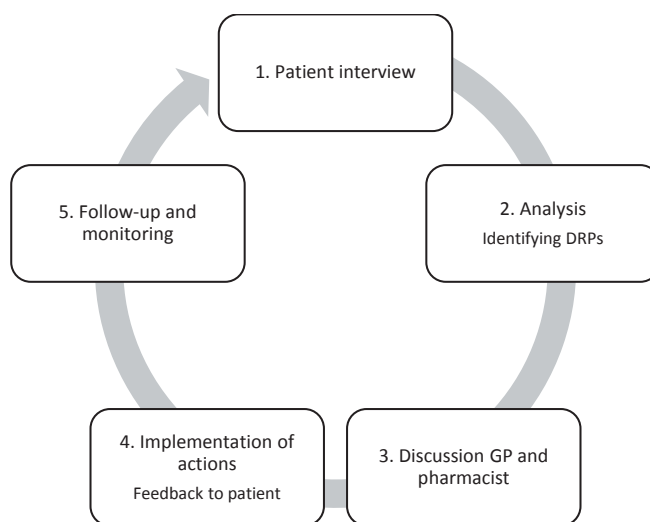 1. Patient interview
2. Analysis
Identifying DRPs
3. Discussion GP and
pharmacist
4. Implementation of
actions
Feedback to patient
5. Follow-up and
monitoring